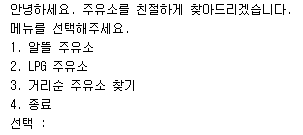 안녕하세요. 주유소를 친절하게 찾아드리겠습니다.
메뉴를 선택해주세요.
1. 알뜰 주유소
2. LPG 주유소
3. 거리순 주유소 찾기
4. 종료
선택 :